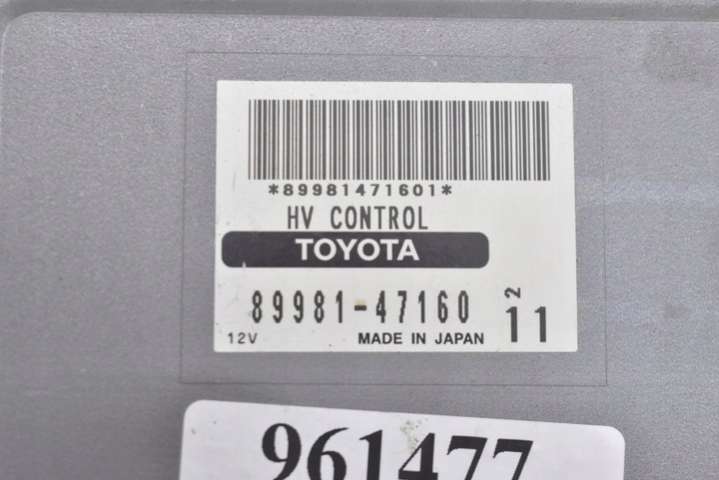 *89981471601*
HV CONTROL
TOYOTA
89981-47160
2
11
12V MADE IN JAPAN
961477